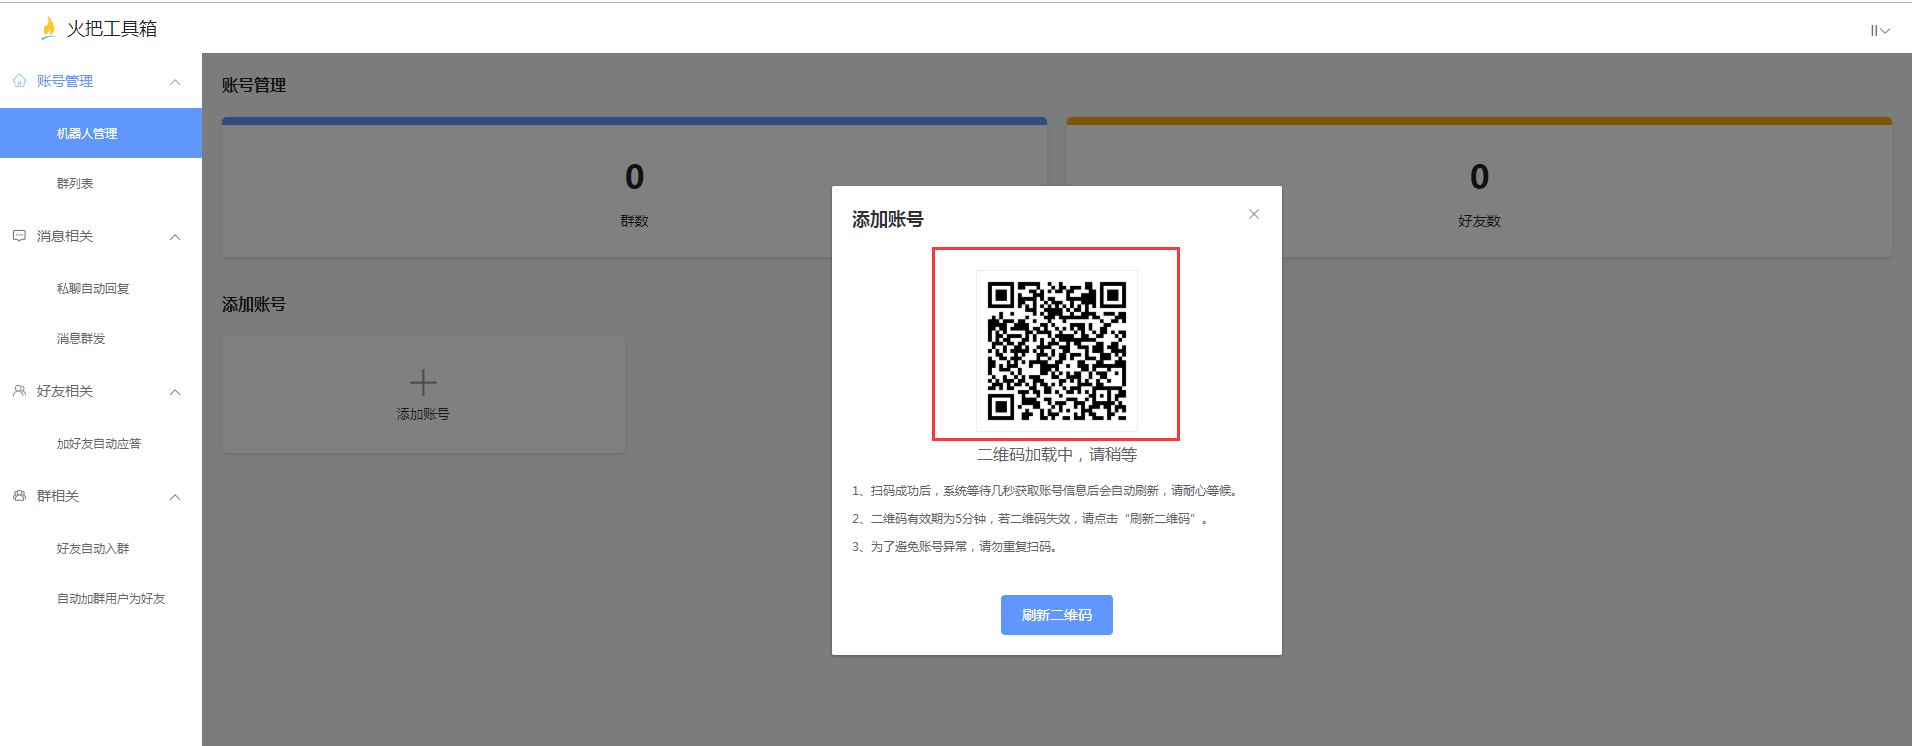 火把工具箱
账号管理
机器人管理
群列表
消息相关
私聊自动回复
消息群发
好友相关
加好友自动应答
群相关
好友自动入群
自动加群用户为好友
账号管理
0
群数
0
好友数
添加账号
添加账号
添加账号
二维码加载中，请稍等
1、扫码成功后，系统等待几秒获取账号信息后会自动刷新，请耐心等候。
2、二维码有效期为5分钟，若二维码失效，请点击“刷新二维码”。
3、为了避免账号异常，请勿重复扫码。
刷新二维码